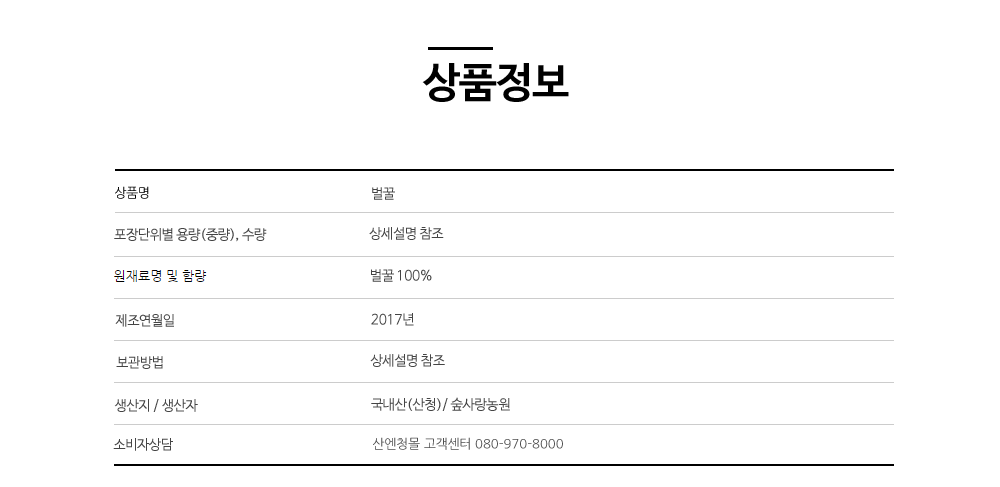 상품정보
상품명 벌꿀
포장단위별 용량(중량), 수량 상세설명 참조
원재료명 및 함량 벌꿀 100%
제조연월일 2017년
보관방법 상세설명 참조
생산지 / 생산자 국내산(산청)/ 숲사랑농원
소비자상담 산엔청몰 고객센터 080-970-8000